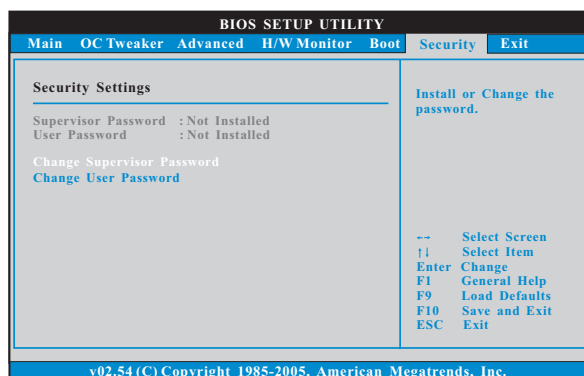 BIOS SETUP UTILITY
Main OC Tweaker Advanced H/W Monitor Boot Security Exit
Security Settings
Supervisor Password : Not Installed
User Password : Not Installed
Change Supervisor Password
Change User Password
Install or Change the
password.
←→ Select Screen
↑↓ Select Item
Enter Change
F1 General Help
F9 Load Defaults
F10 Save and Exit
ESC Exit
v02.54 (C) Copyright 1985-2005, American Megatrends, Inc.